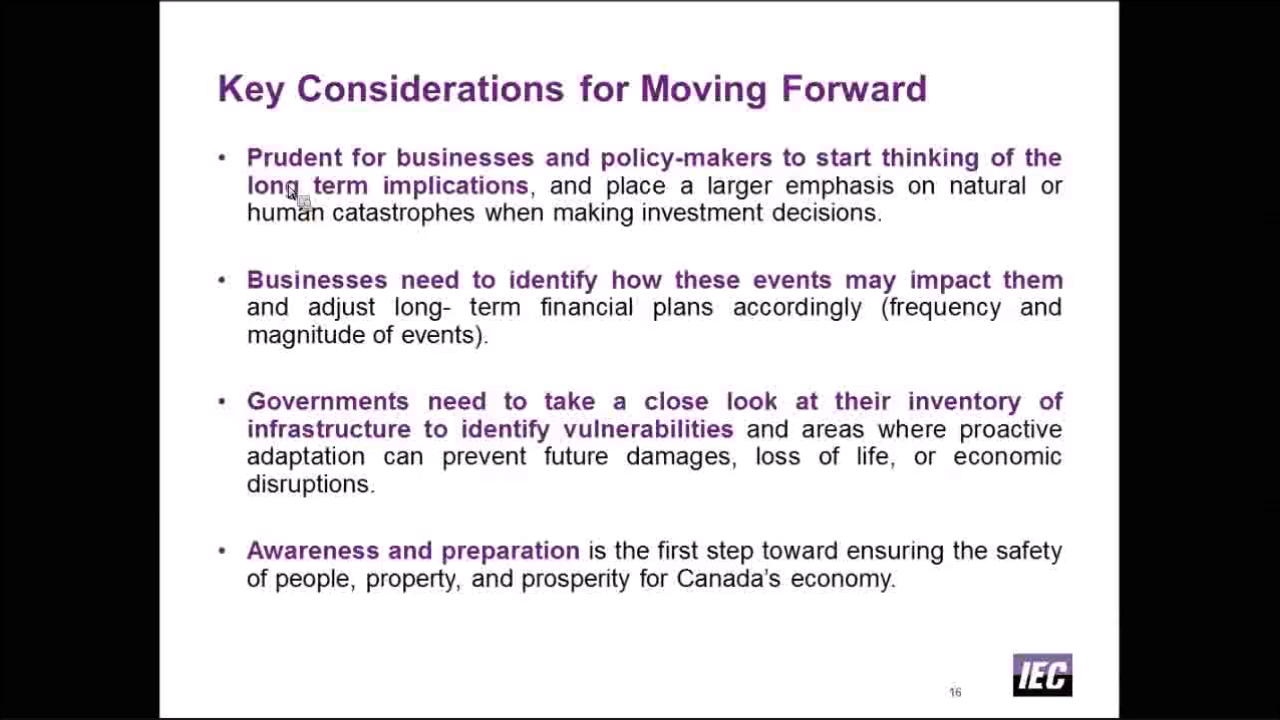 Key Considerations for Moving Forward
• Prudent for businesses and policy-makers to start thinking of the
long term implications, and place a larger emphasis on natural or
human catastrophes when making investment decisions.
• Businesses need to identify how these events may impact them
and adjust long- term financial plans accordingly (frequency and
magnitude of events).
• Governments need to take a close look at their inventory of
infrastructure to identify vulnerabilities and areas where proactive
adaptation can prevent future damages, loss of life, or economic
disruptions.
• Awareness and preparation is the first step toward ensuring the safety
of people, property, and prosperity for Canada's economy.
16
IEC